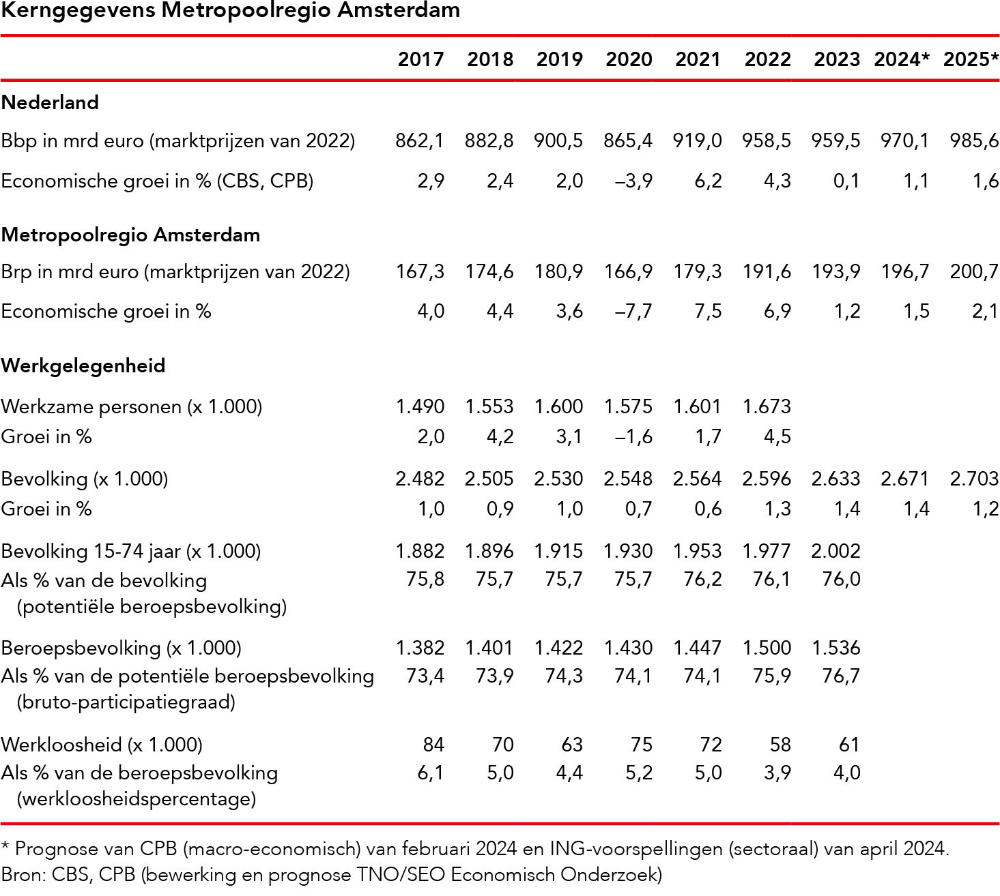 Kerngegevens Metropoolregio Amsterdam
2017 2018 2019 2020 2021 2022 2023 2024* 2025*
Nederland
Bbp in mrd euro (marktprijzen van 2022) 862,1 882,8 900,5 865,4 919,0 958,5 959,5 970,1 985,6
Economische groei in % (CBS, CPB) 2,9 2,4 2,0 –3,9 6,2 4,3 0,1 1,1 1,6
Metropoolregio Amsterdam
Brp in mrd euro (marktprijzen van 2022) 167,3 174,6 180,9 166,9 179,3 191,6 193,9 196,7 200,7
Economische groei in % 4,0 4,4 3,6 –7,7 7,5 6,9 1,2 1,5 2,1
Werkgelegenheid
Werkzame personen (x 1.000) 1.490 1.553 1.600 1.575 1.601 1.673
Groei in % 2,0 4,2 3,1 –1,6 1,7 4,5
Bevolking (x 1.000) 2.482 2.505 2.530 2.548 2.564 2.596 2.633 2.671 2.703
Groei in % 1,0 0,9 1,0 0,7 0,6 1,3 1,4 1,4 1,2
Bevolking 15-74 jaar (x 1.000) 1.882 1.896 1.915 1.930 1.953 1.977 2.002
Als % van de bevolking 75,8 75,7 75,7 75,7 76,2 76,1 76,0
(potentiële beroepsbevolking)
Beroepsbevolking (x 1.000) 1.382 1.401 1.422 1.430 1.447 1.500 1.536
Als % van de potentiële beroepsbevolking 73,4 73,9 74,3 74,1 74,1 75,9 76,7
(bruto-participatiegraad)
Werkloosheid (x 1.000) 84 70 63 75 72 58 61
Als % van de beroepsbevolking 6,1 5,0 4,4 5,2 5,0 3,9 4,0
(werkloosheidspercentage)
* Prognose van CPB (macro-economisch) van februari 2024 en ING-voorspellingen (sectoraal) van april 2024.
Bron: CBS, CPB (bewerking en prognose TNO/SEO Economisch Onderzoek)